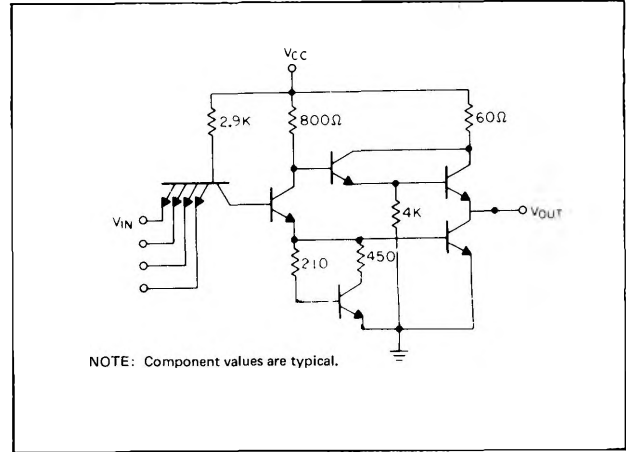 VCC
2.9K
800Ω
60Ω
VIN
4K
VOUT
210
450
NOTE: Component values are typical.